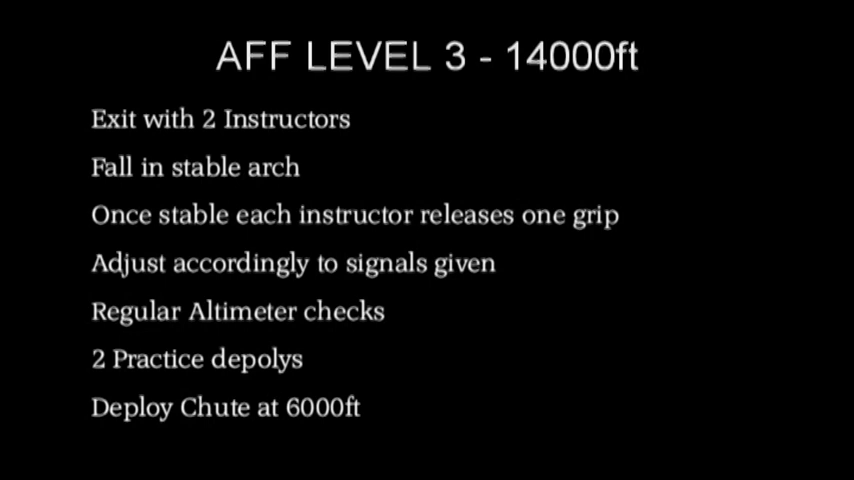 AFF LEVEL 3 - 14000ft
Exit with 2 Instructors
Fall in stable arch
Once stable each instructor releases one grip
Adjust accordingly to signals given
Regular Altimeter checks
2 Practice depolys
Deploy Chute at 6000ft